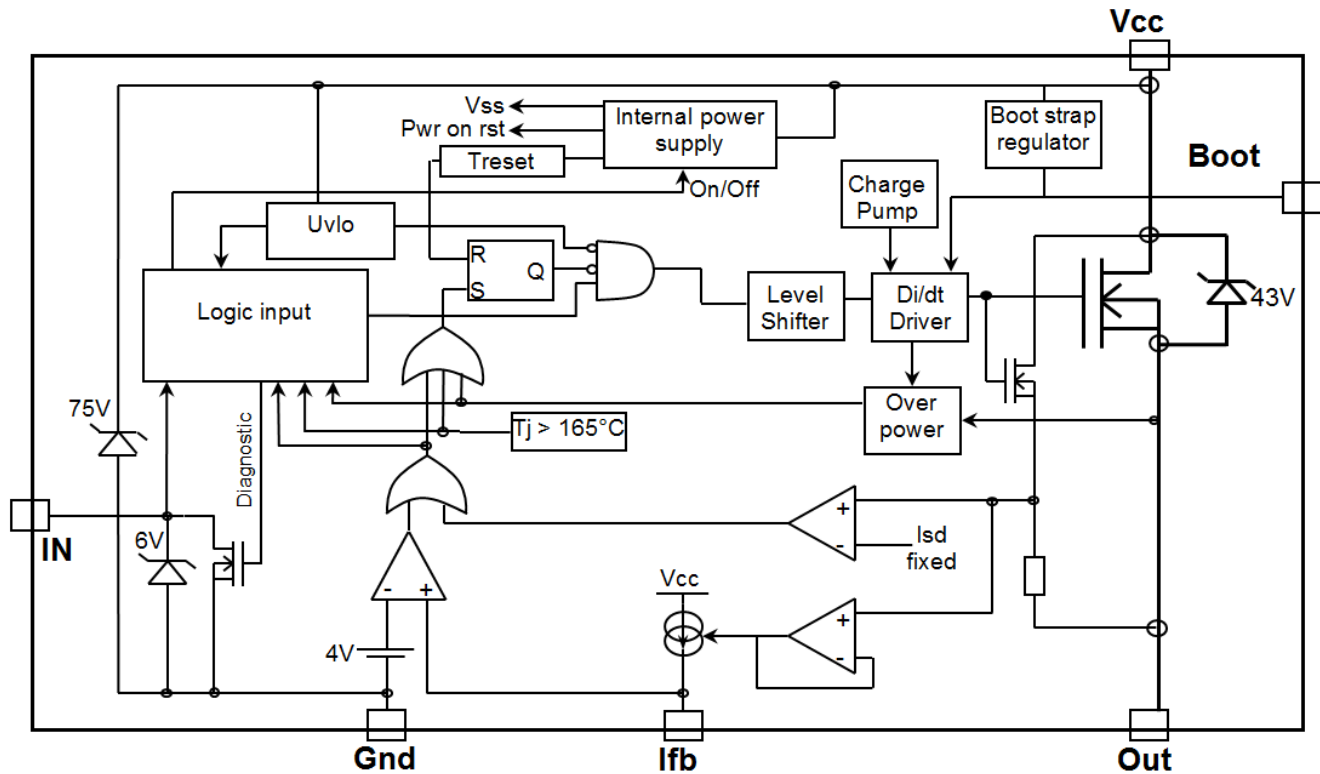 Vcc
Vss
Pwr on rst
Internal power
supply
Boot strap
regulator
Boot
Treset
On/Off
Charge
Pump
Uvlo
R
Q
S
Logic input
Level
Shifter
Di/dt
Driver
43V
75V
Diagnostic
Over
power
Tj > 165°C
IN
6V
+
-
Isd
fixed
Vcc
- +
+
-
4V
Gnd
Ifb
Out